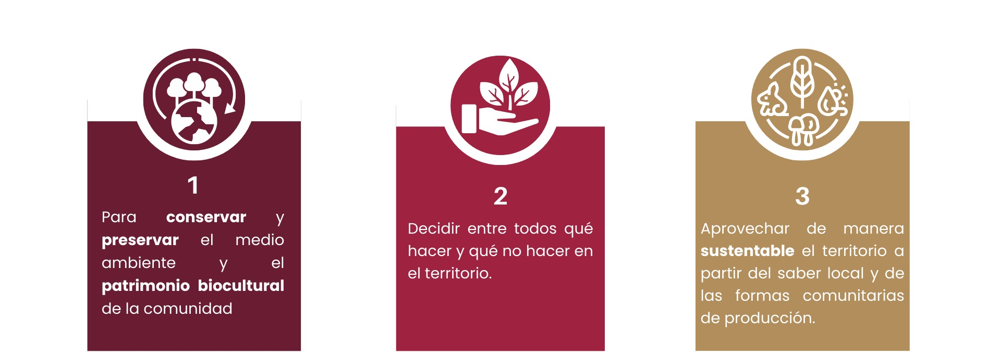 1
Para conservar y
preservar el medio
ambiente y el
patrimonio biocultural
de la comunidad
2
Decidir entre todos qué
hacer y qué no hacer en
el territorio.
3
Aprovechar de manera
sustentable el territorio a
partir del saber local y de
las formas comunitarias
de producción.